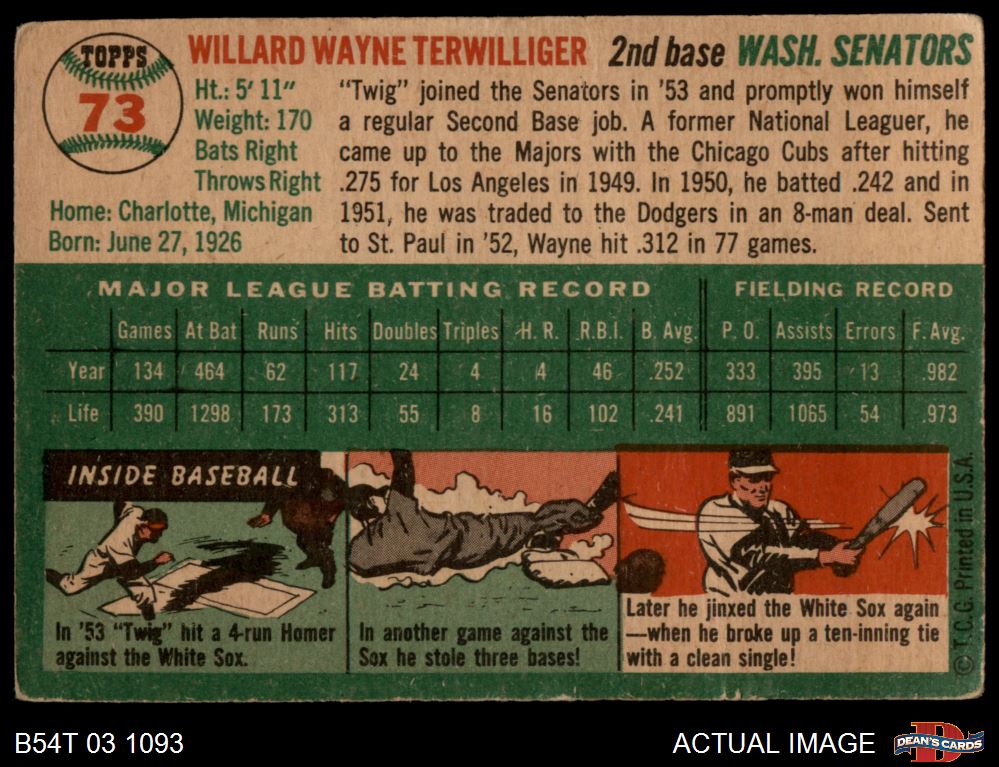 TOPPS
73
WILLARD WAYNE TERWILLIGER 2nd base WASH. SENATORS
Ht.: 5' 11"
Weight: 170
Bats Right
Throws Right
Home: Charlotte, Michigan
Born: June 27, 1926
"Twig" joined the Senators in '53 and promptly won himself
a regular Second Base job. A former National Leaguer, he
came up to the Majors with the Chicago Cubs after hitting
.275 for Los Angeles in 1949. In 1950, he batted .242 and in
1951, he was traded to the Dodgers in an 8-man deal. Sent
to St. Paul in '52, Wayne hit .312 in 77 games.
MAJOR LEAGUE BATTING RECORD FIELDING RECORD
Games At Bat Runs Hits Doubles Triples H. R. R.B.I. B. Avg. P. O. Assists Errors F. Avg.
Year 134 464 62 117 24 4 4 46 .252 333 395 13 .982
Life 390 1298 173 313 55 8 16 102 .241 891 1065 54 .973
INSIDE BASEBALL
In '53 "Twig" hit a 4-run Homer
against the White Sox.
In another game against the
Sox he stole three bases!
Later he jinxed the White Sox again
—when he broke up a ten-inning tie
with a clean single!
© T.C.G. Printed in U.S.A.
B54T 03 1093
ACTUAL IMAGE
DEAN'S CARDS